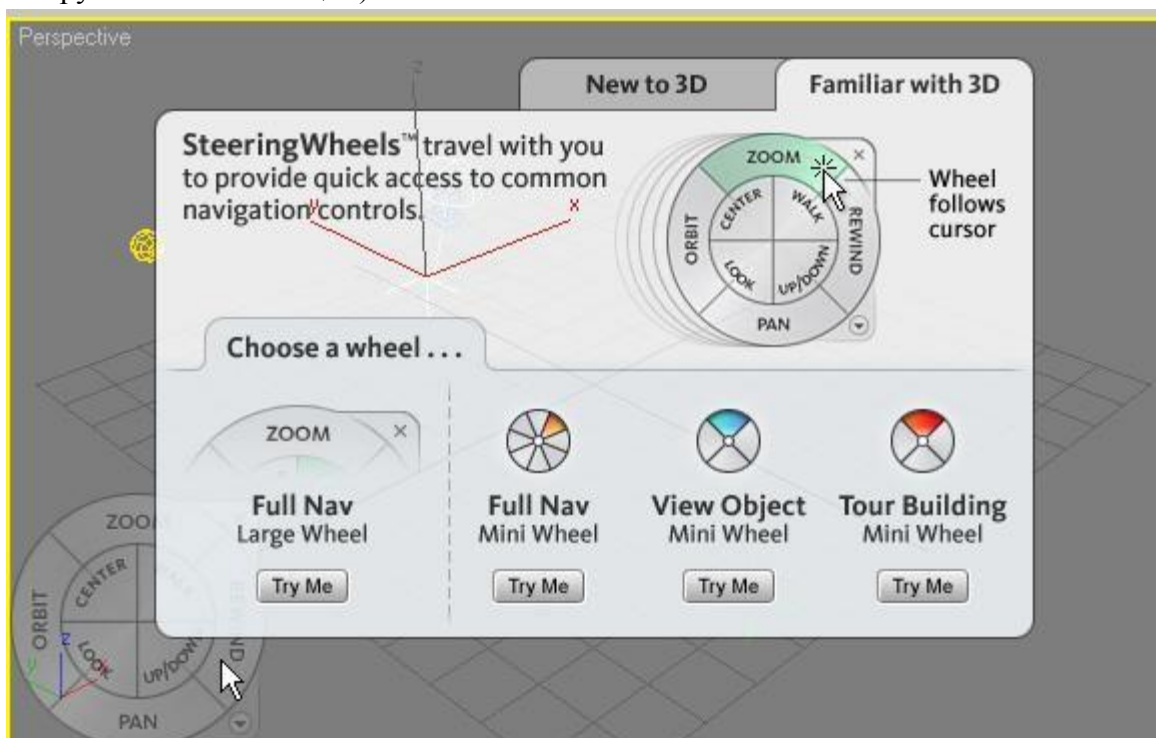 Perspective
New to 3D
Familiar with 3D
SteeringWheels™ travel with you
to provide quick access to common
navigation controls.
z
y
x
ZOOM
CENTER
WALK
ORBIT
REWIND
LOOK
UP/DOWN
PAN
Wheel
follows
cursor
Choose a wheel . . .
ZOOM
Full Nav
Large Wheel
Try Me
Full Nav
Mini Wheel
Try Me
View Object
Mini Wheel
Try Me
Tour Building
Mini Wheel
Try Me
ZOO
CENTER
ORBIT
REWIND
LOOK
UP/DOWN
PAN
z
y
x